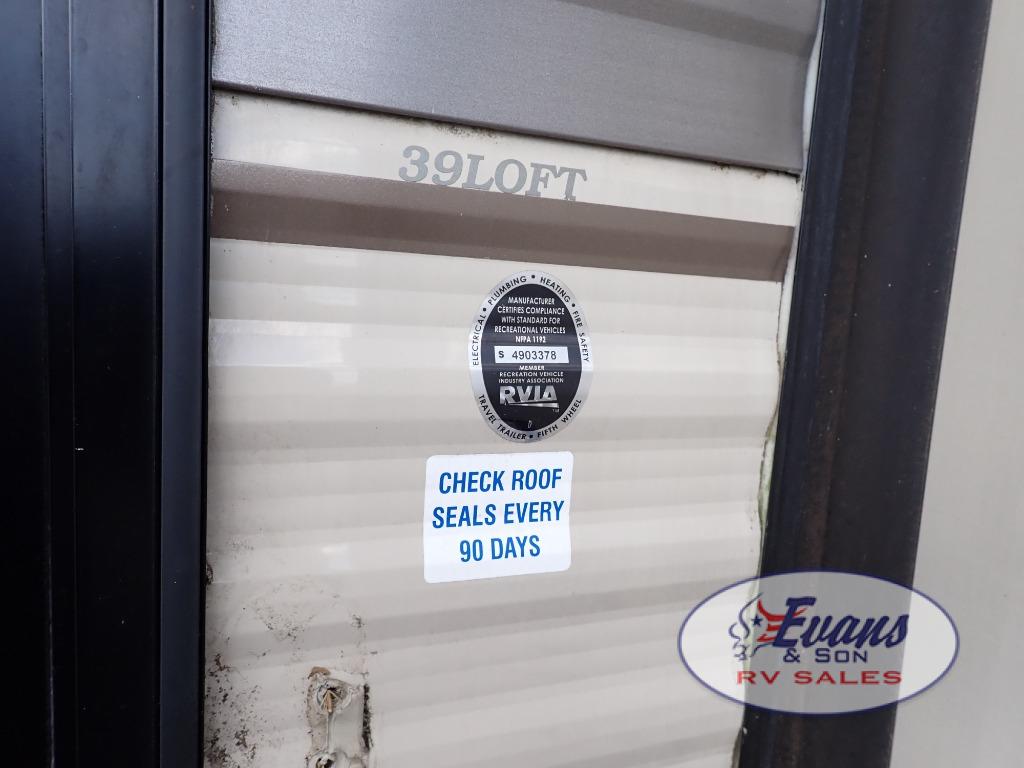 39LOFT
ELECTRICAL • PLUMBING • HEATING • FIRE SAFETY
MANUFACTURER
CERTIFIES COMPLIANCE
WITH STANDARD FOR
RECREATIONAL VEHICLES
NFPA 1192
S 4903378
MEMBER
RECREATION VEHICLE
INDUSTRY ASSOCIATION
RVIA
TM
D
TRAVEL TRAILER • FIFTH WHEEL
CHECK ROOF
SEALS EVERY
90 DAYS
Evans
& SON
RV SALES